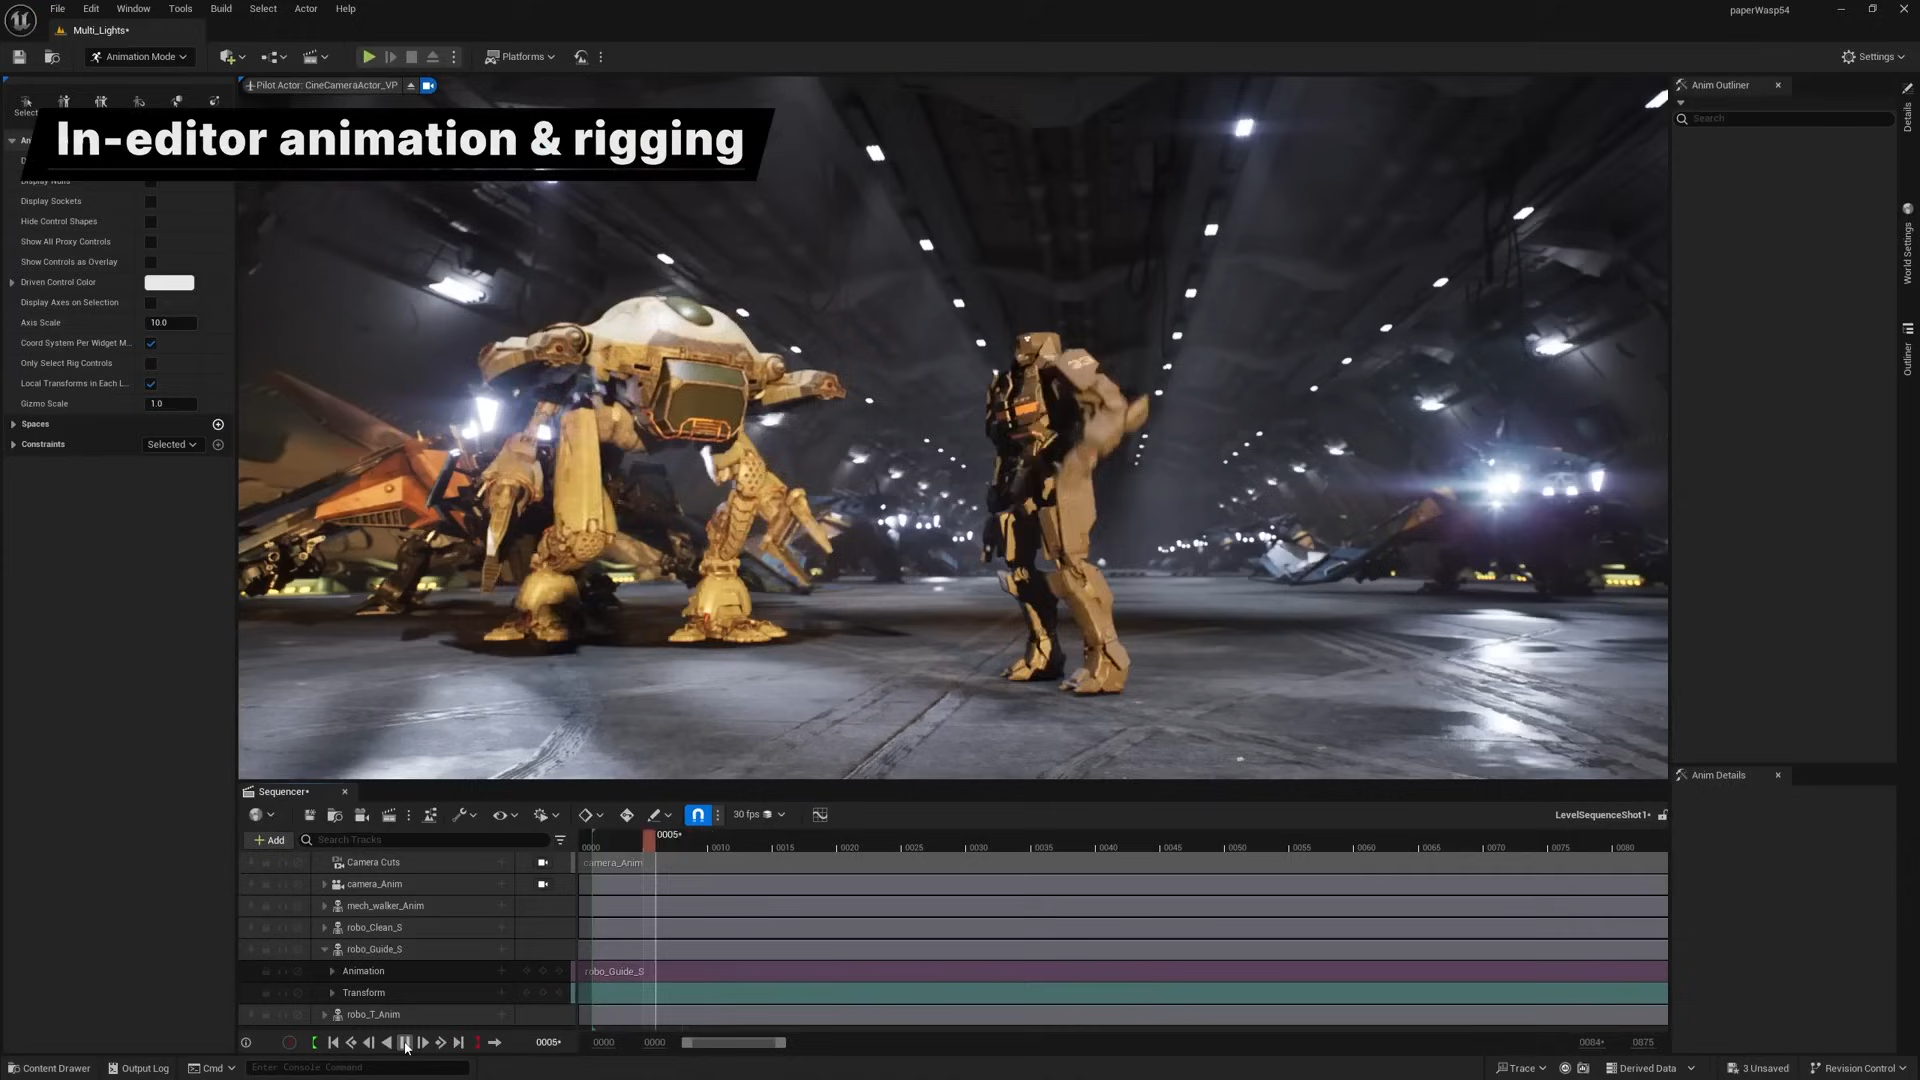 File Edit Window Tools Build Select Actor Help
paperWasp54
Multi_Lights•
Animation Mode
Platforms
Settings
Pilot Actor: CineCameraActor_VP
Anim Outliner
Search
Details
World Settings
Outliner
Select
In-editor animation & rigging
An
Display Nulls
Display Sockets
Hide Control Shapes
Show All Proxy Controls
Show Controls as Overlay
Driven Control Color
Display Axes on Selection
Axis Scale 10.0
Coord System Per Widget M...
Only Select Rig Controls
Local Transforms in Each L...
Gizmo Scale 1.0
Spaces
Constraints Selected
Anim Details
Sequencer•
30 fps
LevelSequenceShot1•
Add
Search Tracks
0005•
0000 0010 0015 0020 0025 0030 0035 0040 0045 0050 0055 0060 0065 0070 0075 0080
Camera Cuts camera_Anim
camera_Anim
mech_walker_Anim
robo_Clean_S
robo_Guide_S
Animation robo_Guide_S
Transform
robo_T_Anim
0005• 0000 0000 0084• 0875
Content Drawer Output Log Cmd Enter Console Command Trace Derived Data 3 Unsaved Revision Control